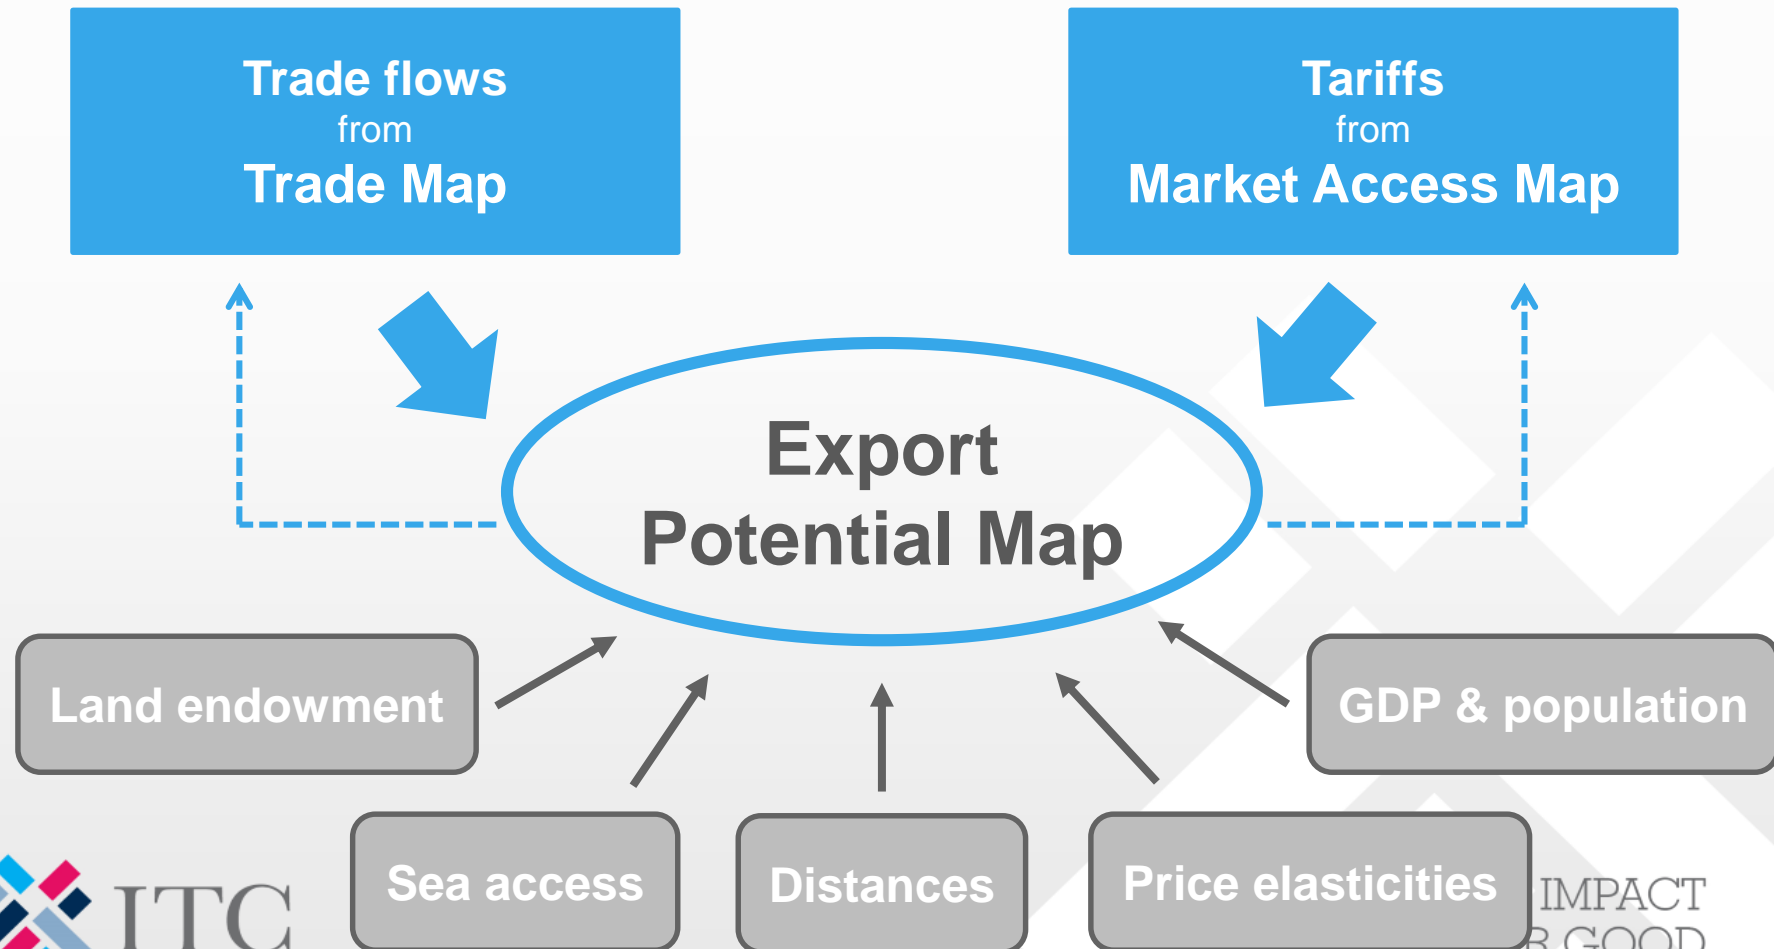 Trade flows
from
Trade Map
Tariffs
from
Market Access Map
Export
Potential Map
Land endowment
GDP & population
Sea access
Distances
Price elasticities
ITC
IMPACT
GOOD